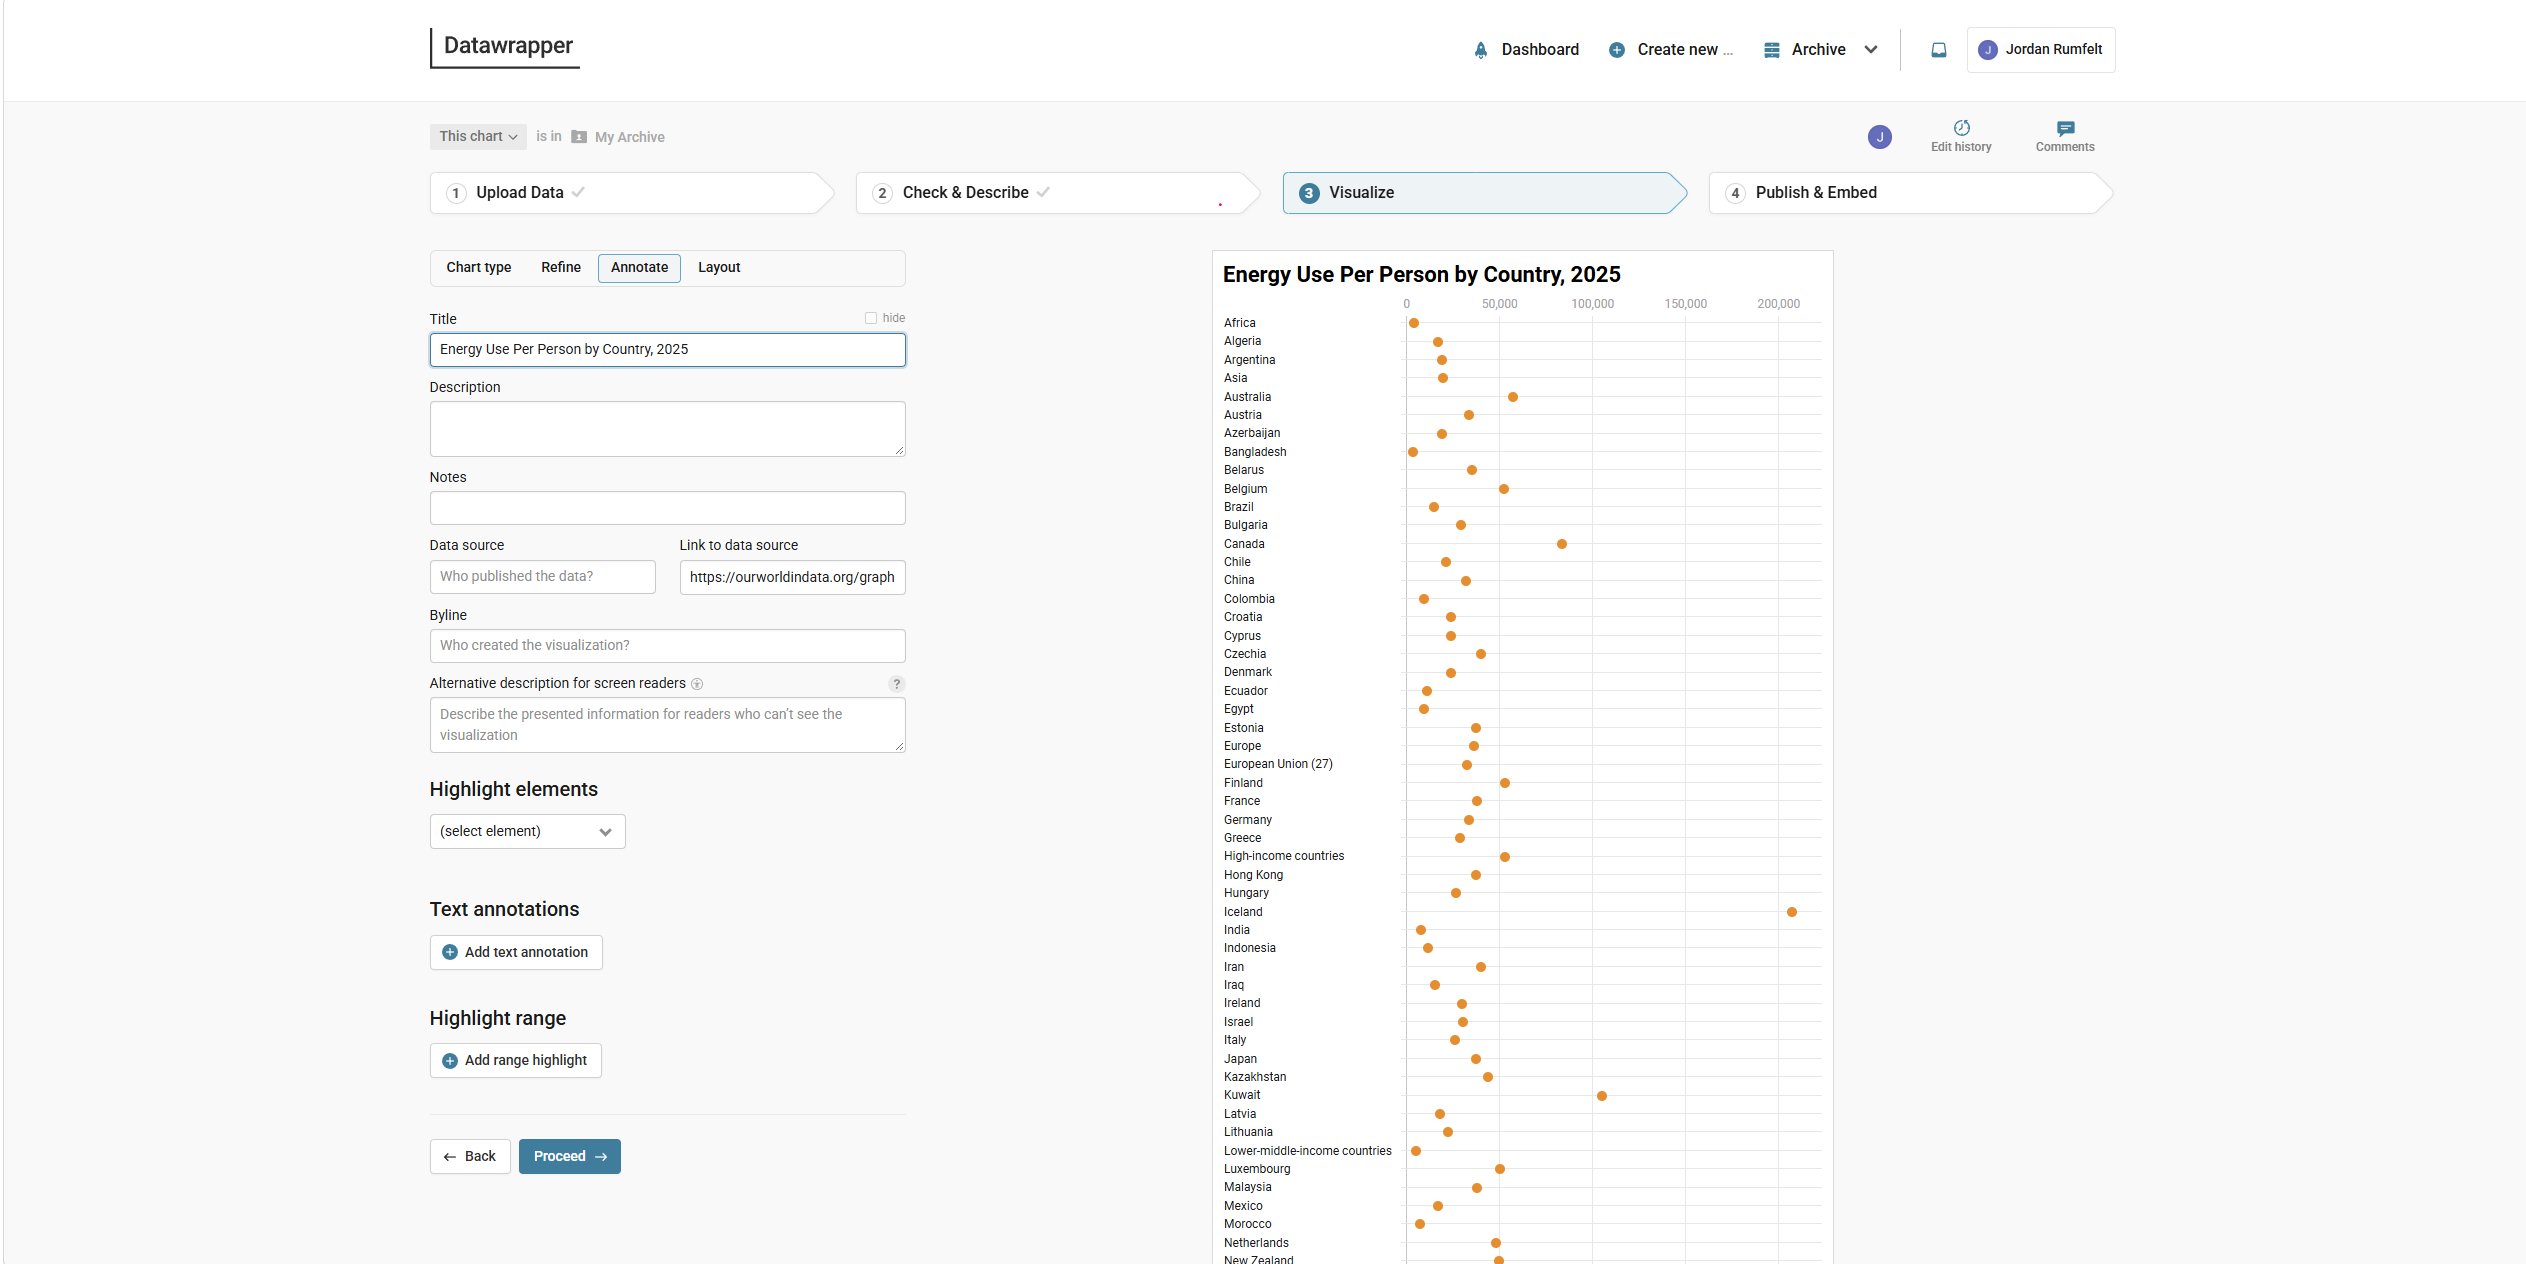 Datawrapper
Dashboard
Create new ...
Archive
J Jordan Rumfelt
This chart is in My Archive
J
Edit history
Comments
1 Upload Data
2 Check & Describe
3 Visualize
4 Publish & Embed
Chart type Refine Annotate Layout
Title
hide
Energy Use Per Person by Country, 2025
Description
Notes
Data source
Link to data source
Who published the data?
https://ourworldindata.org/graph
Byline
Who created the visualization?
Alternative description for screen readers
?
Describe the presented information for readers who can't see the
visualization
Highlight elements
(select element)
Text annotations
Add text annotation
Highlight range
Add range highlight
Back
Proceed
Energy Use Per Person by Country, 2025
0 50,000 100,000 150,000 200,000
Africa
Algeria
Argentina
Asia
Australia
Austria
Azerbaijan
Bangladesh
Belarus
Belgium
Brazil
Bulgaria
Canada
Chile
China
Colombia
Croatia
Cyprus
Czechia
Denmark
Ecuador
Egypt
Estonia
Europe
European Union (27)
Finland
France
Germany
Greece
High-income countries
Hong Kong
Hungary
Iceland
India
Indonesia
Iran
Iraq
Ireland
Israel
Italy
Japan
Kazakhstan
Kuwait
Latvia
Lithuania
Lower-middle-income countries
Luxembourg
Malaysia
Mexico
Morocco
Netherlands
New Zealand